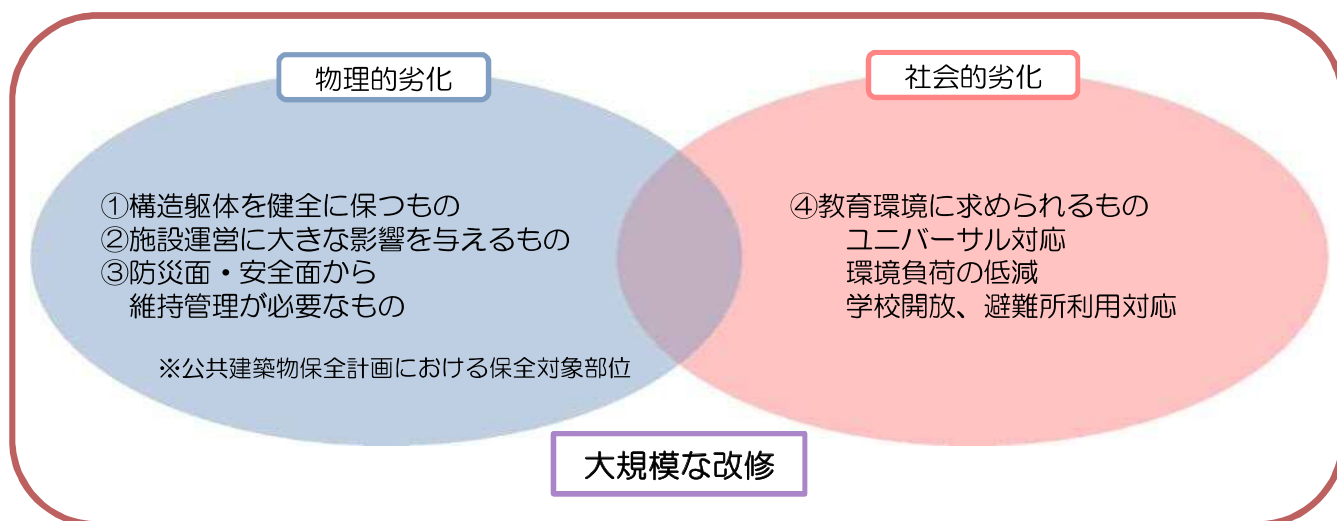 物理的劣化
①構造躯体を健全に保つもの
②施設運営に大きな影響を与えるもの
③防災面・安全面から
維持管理が必要なもの
※公共建築物保全計画における保全対象部位
社会的劣化
④教育環境に求められるもの
ユニバーサル対応
環境負荷の低減
学校開放、避難所利用対応
大規模な改修